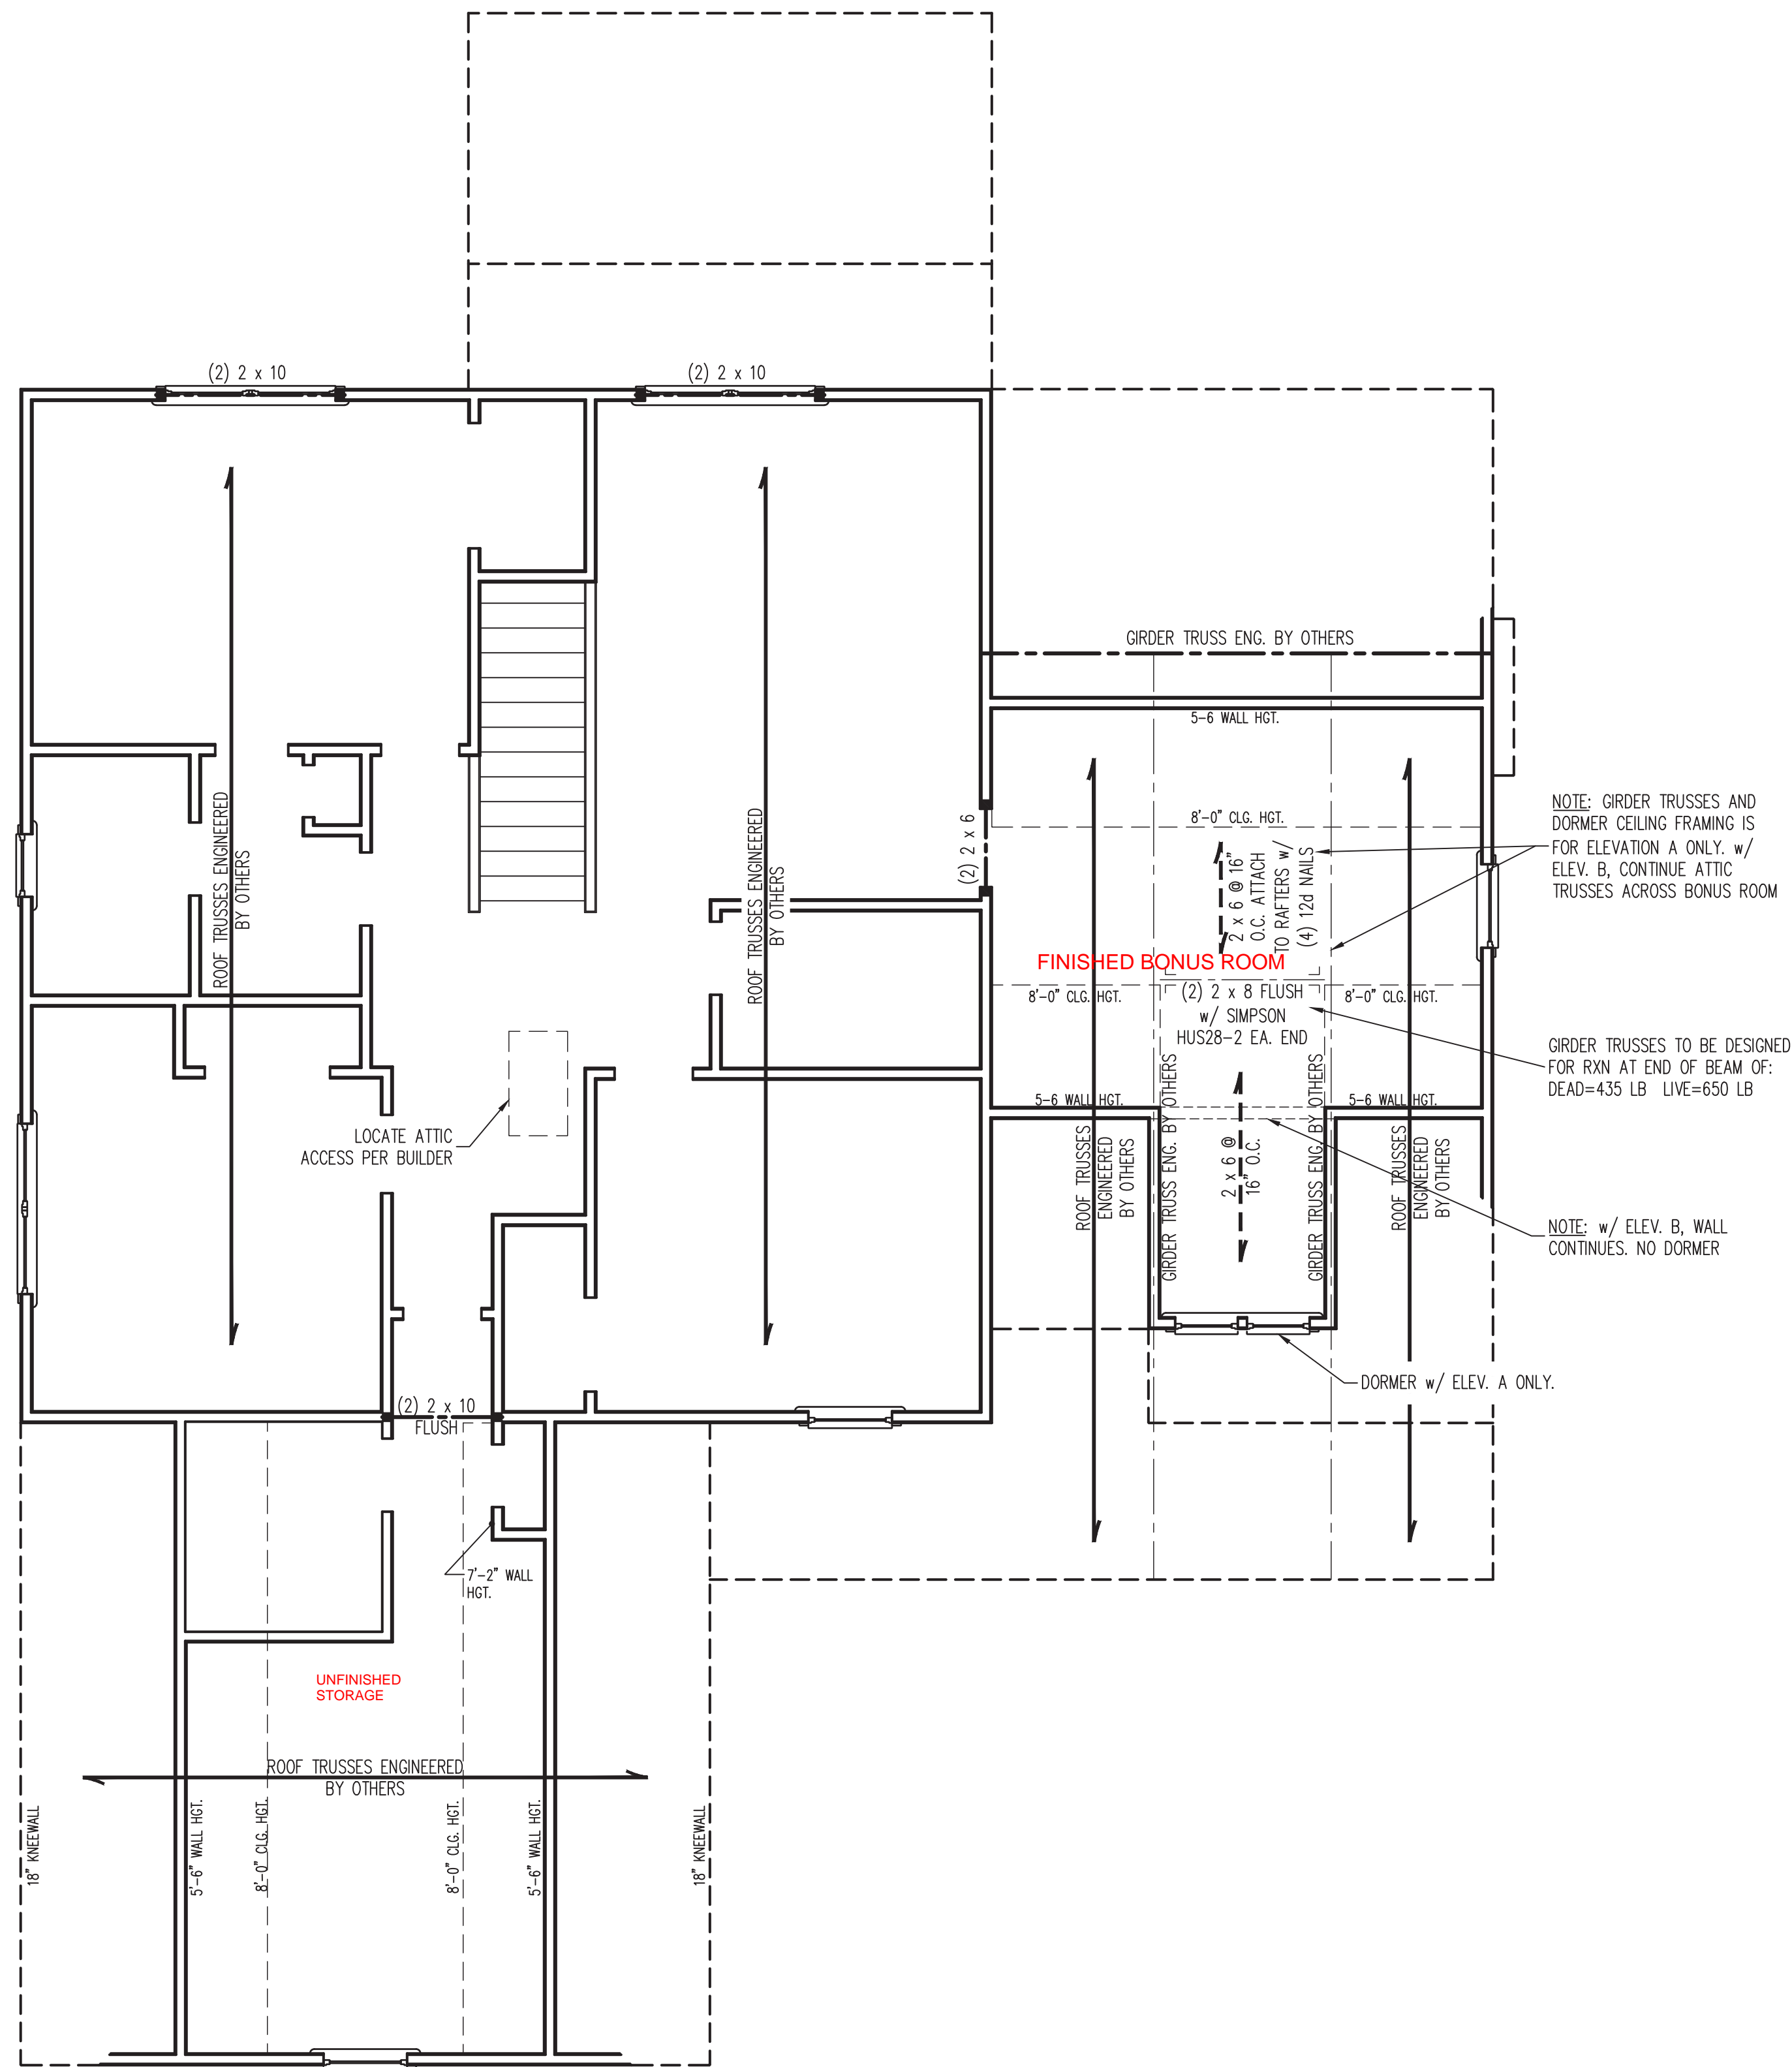 (2) 2 x 10
(2) 2 x 10
GIRDER TRUSS ENG. BY OTHERS
5-6 WALL HGT.
ROOF TRUSSES ENGINEERED
BY OTHERS
ROOF TRUSSES ENGINEERED
BY OTHERS
(2) 2 x 6
8'-0" CLG. HGT.
2 x 6 @ 16"
O.C. ATTACH
TO RAFTERS w/
(4) 12d NAILS
NOTE: GIRDER TRUSSES AND
DORMER CEILING FRAMING IS
FOR ELEVATION A ONLY. w/
ELEV. B, CONTINUE ATTIC
TRUSSES ACROSS BONUS ROOM
FINISHED BONUS ROOM
8'-0" CLG. HGT.
(2) 2 x 8 FLUSH
w/ SIMPSON
HUS28-2 EA. END
8'-0" CLG. HGT.
GIRDER TRUSSES TO BE DESIGNED
FOR RXN AT END OF BEAM OF:
DEAD=435 LB LIVE=650 LB
5-6 WALL HGT.
5-6 WALL HGT.
LOCATE ATTIC
ACCESS PER BUILDER
ROOF TRUSSES
ENGINEERED
BY OTHERS
GIRDER TRUSS ENG. BY OTHERS
2 x 6 @
16" O.C.
GIRDER TRUSS ENG. BY OTHERS
ROOF TRUSSES
ENGINEERED
BY OTHERS
NOTE: w/ ELEV. B, WALL
CONTINUES. NO DORMER
DORMER w/ ELEV. A ONLY.
(2) 2 x 10
FLUSH
7'-2" WALL
HGT.
UNFINISHED
STORAGE
ROOF TRUSSES ENGINEERED
BY OTHERS
18" KNEEWALL
5'-6" WALL HGT.
8'-0" CLG. HGT.
8'-0" CLG. HGT.
5'-6" WALL HGT.
18" KNEEWALL